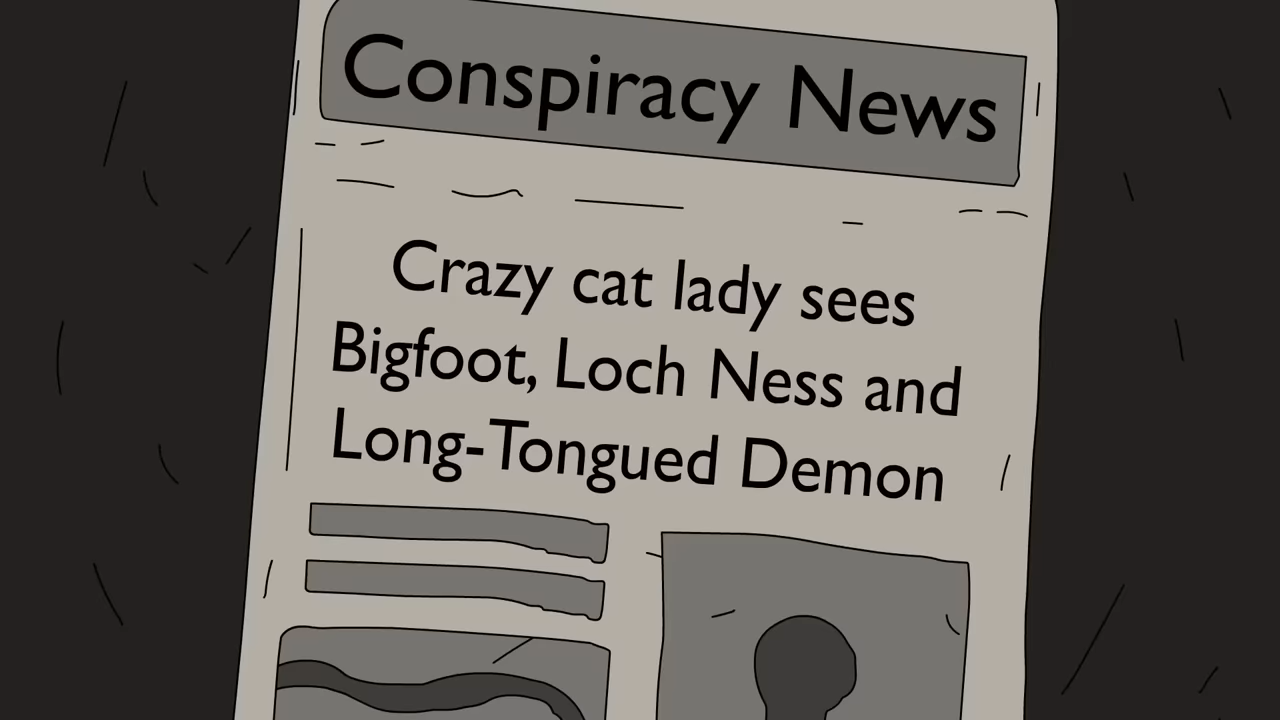 Conspiracy News
Crazy cat lady sees
Bigfoot, Loch Ness and
Long-Tongued Demon